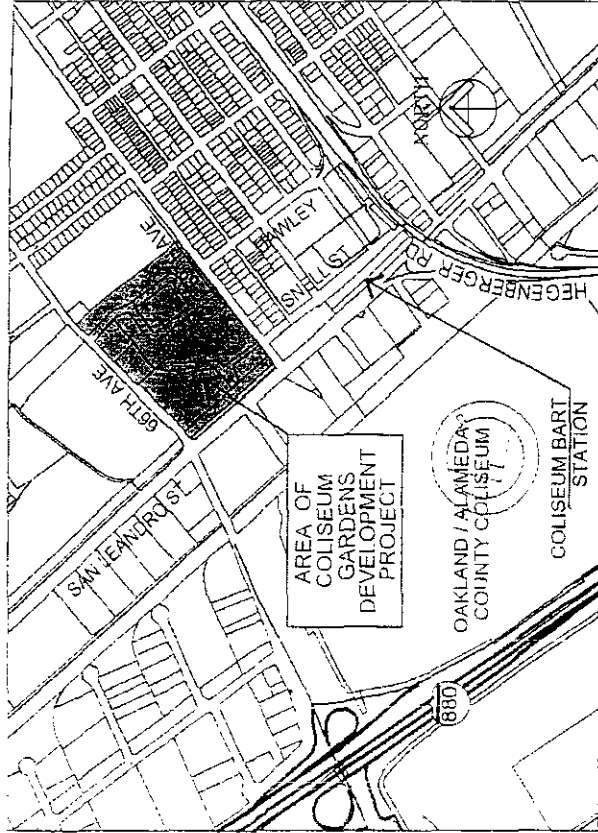 66TH AVE
AVE
SAN LEANDRO ST
HAWLEY
SNELL ST
NORTH
HEGENBERGER RD
AREA OF
COLISEUM
GARDENS
DEVELOPMENT
PROJECT
OAKLAND / ALAMEDA
COUNTY COLISEUM
COLISEUM BART
STATION
880